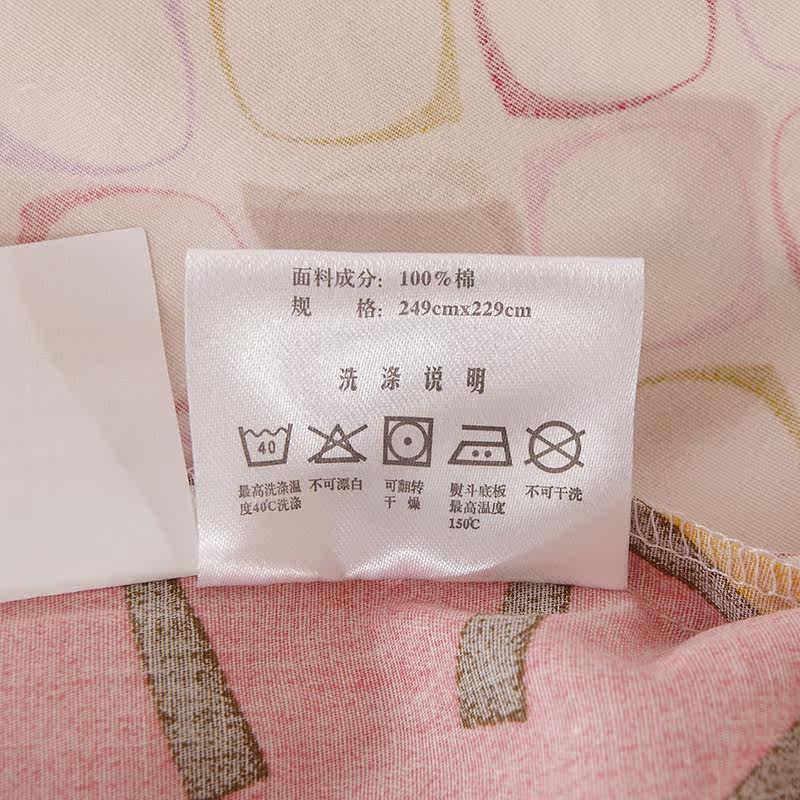 面料成分: 100%棉
规 格: 249cmx229cm
洗 涤 说 明
40
最高洗涤温
度40℃洗涤
不可漂白
可翻转
干 燥
熨斗底板
最高温度
150℃
不可干洗